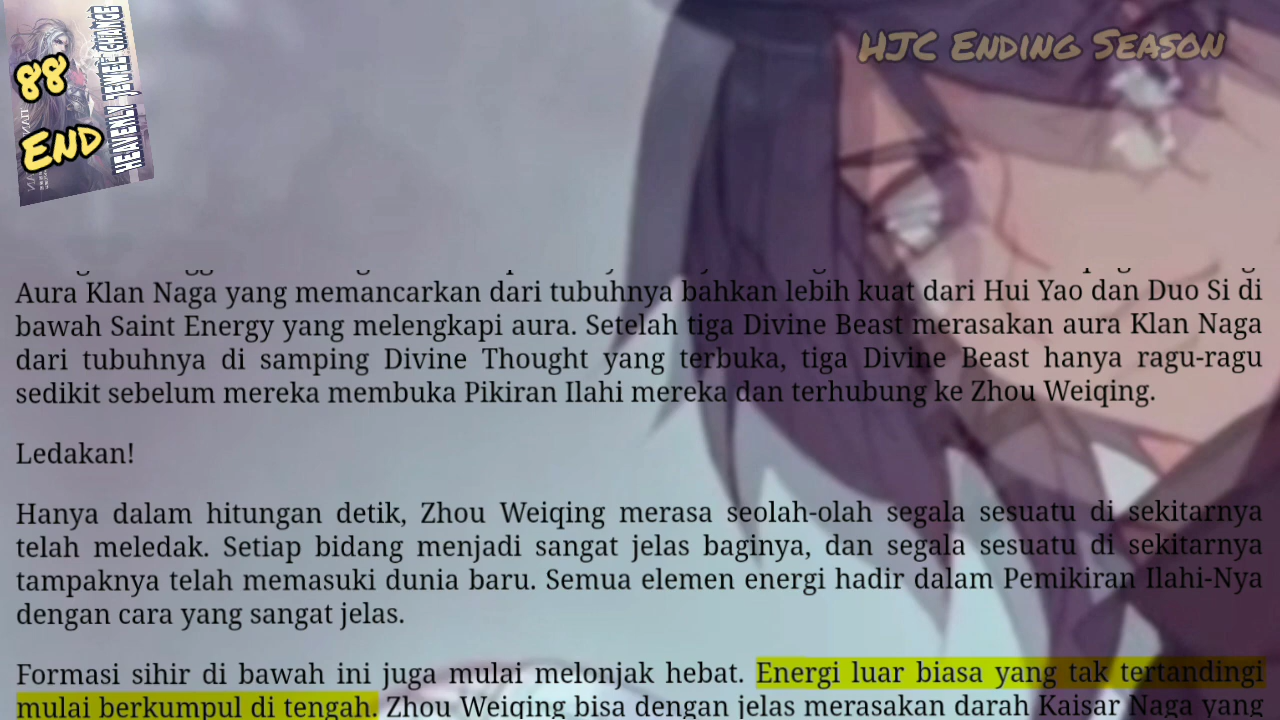 88
END
HEAVENLY JEWEL CHANGE
HJC ENDING SEASON
Aura Klan Naga yang memancarkan dari tubuhnya bahkan lebih kuat dari Hui Yao dan Duo Si di
bawah Saint Energy yang melengkapi aura. Setelah tiga Divine Beast merasakan aura Klan Naga
dari tubuhnya di samping Divine Thought yang terbuka, tiga Divine Beast hanya ragu-ragu
sedikit sebelum mereka membuka Pikiran Ilahi mereka dan terhubung ke Zhou Weiqing.
Ledakan!
Hanya dalam hitungan detik, Zhou Weiqing merasa seolah-olah segala sesuatu di sekitarnya
telah meledak. Setiap bidang menjadi sangat jelas baginya, dan segala sesuatu di sekitarnya
tampaknya telah memasuki dunia baru. Semua elemen energi hadir dalam Pemikiran Ilahi-Nya
dengan cara yang sangat jelas.
Formasi sihir di bawah ini juga mulai melonjak hebat. Energi luar biasa yang tak tertandingi
mulai berkumpul di tengah. Zhou Weiqing bisa dengan jelas merasakan darah Kaisar Naga yang